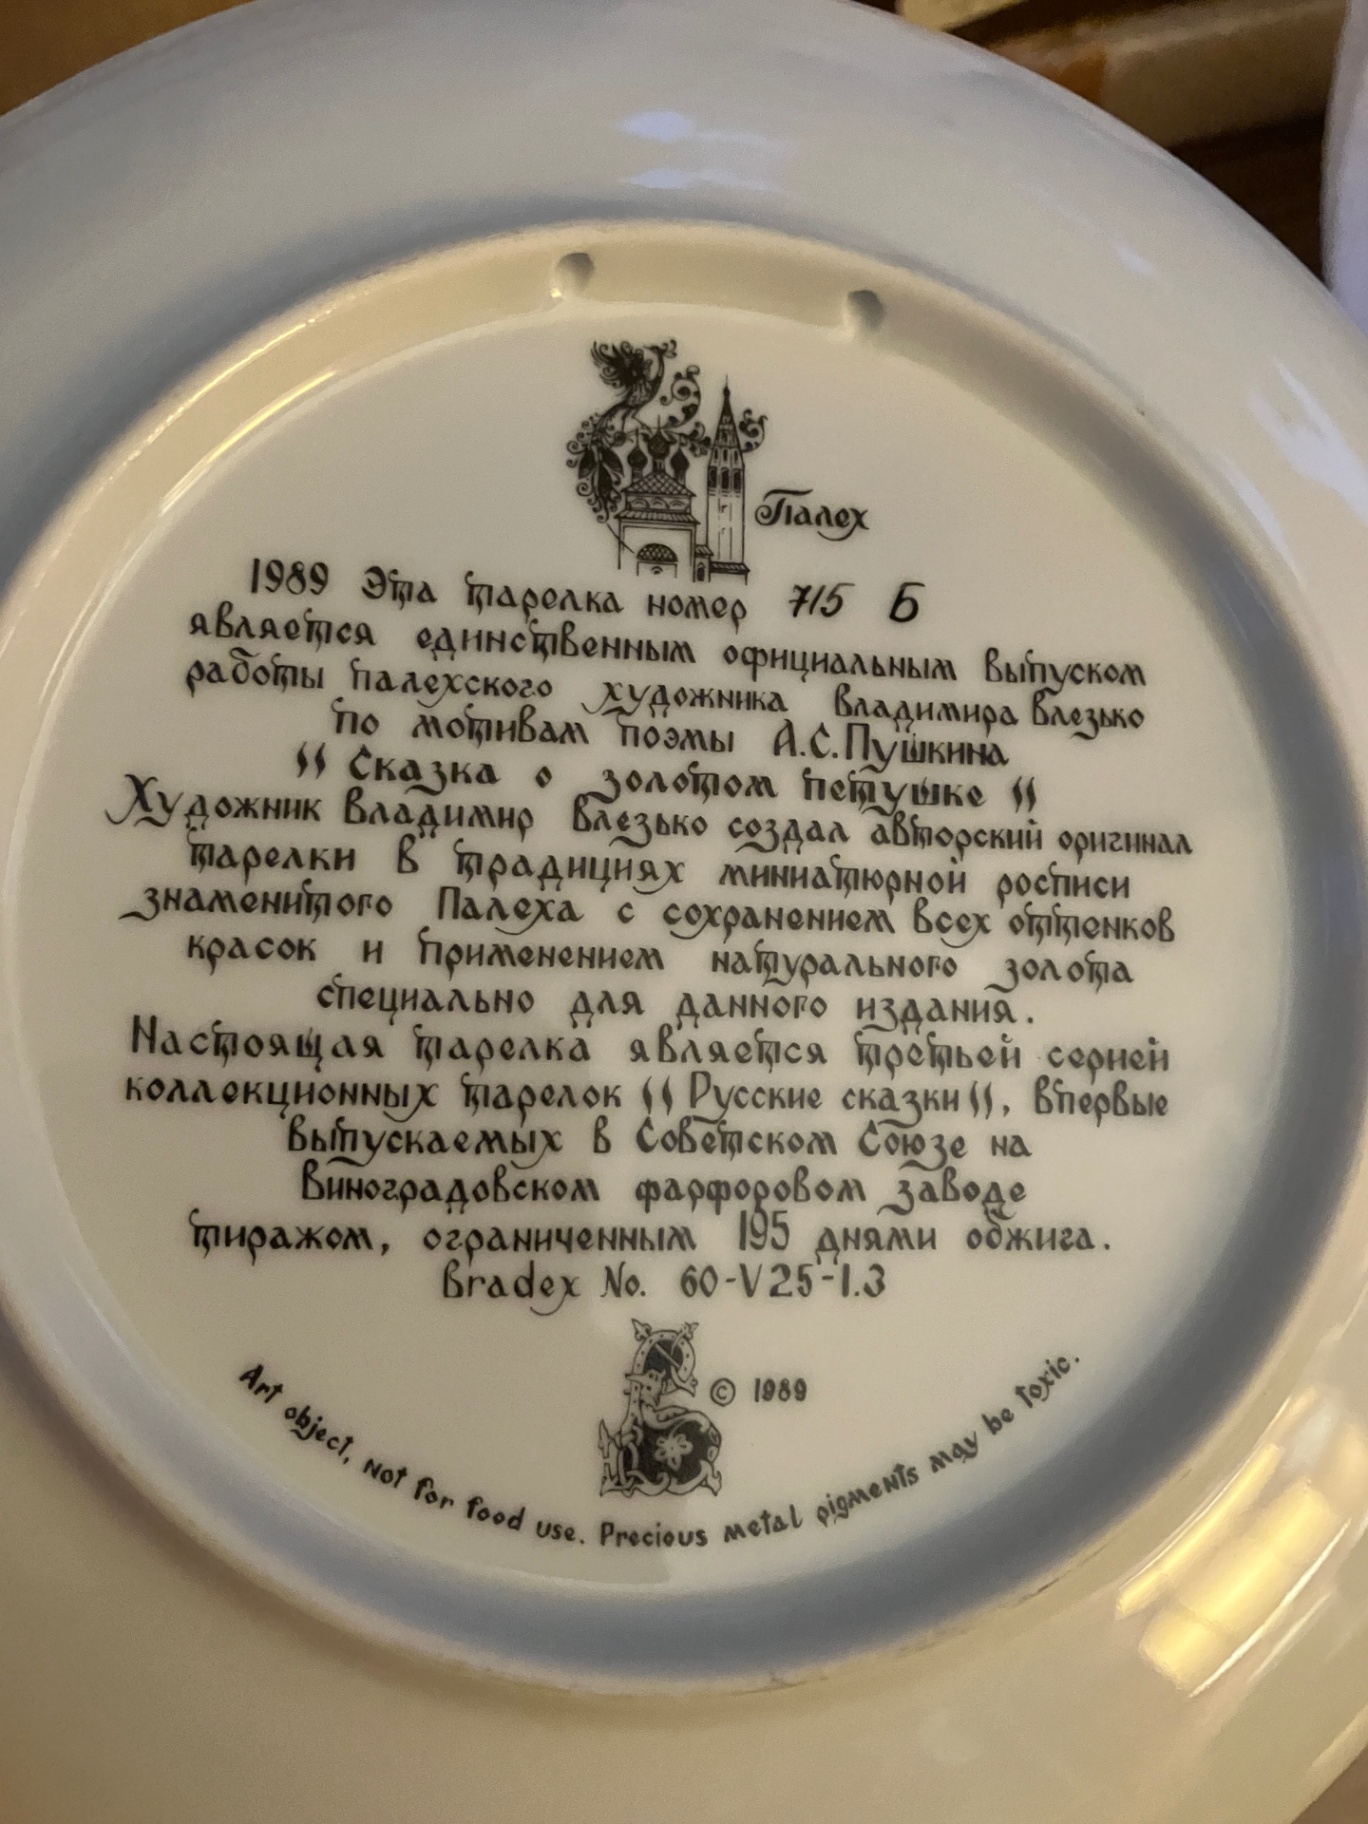 Палех
1989 Эта тарелка номер 715 Б
является единственным официальным выпуском
работы палехского художника Владимира Влезько
по мотивам поэмы А.С.Пушкина
"Сказка о золотом петушке"
Художник Владимир Влезько создал авторский оригинал
тарелки в традициях миниатюрной росписи
знаменитого Палеха с сохранением всех оттенков
красок и применением натурального золота
специально для данного издания.
Настоящая тарелка является третьей серией
коллекционных тарелок "Русские сказки", впервые
выпускаемых в Советском Союзе на
Виноградовском фарфоровом заводе
тиражом, ограниченным 195 днями обжига.
Bradex No. 60-V25-1.3
© 1989
Art object, not for food use. Precious metal pigments may be toxic.